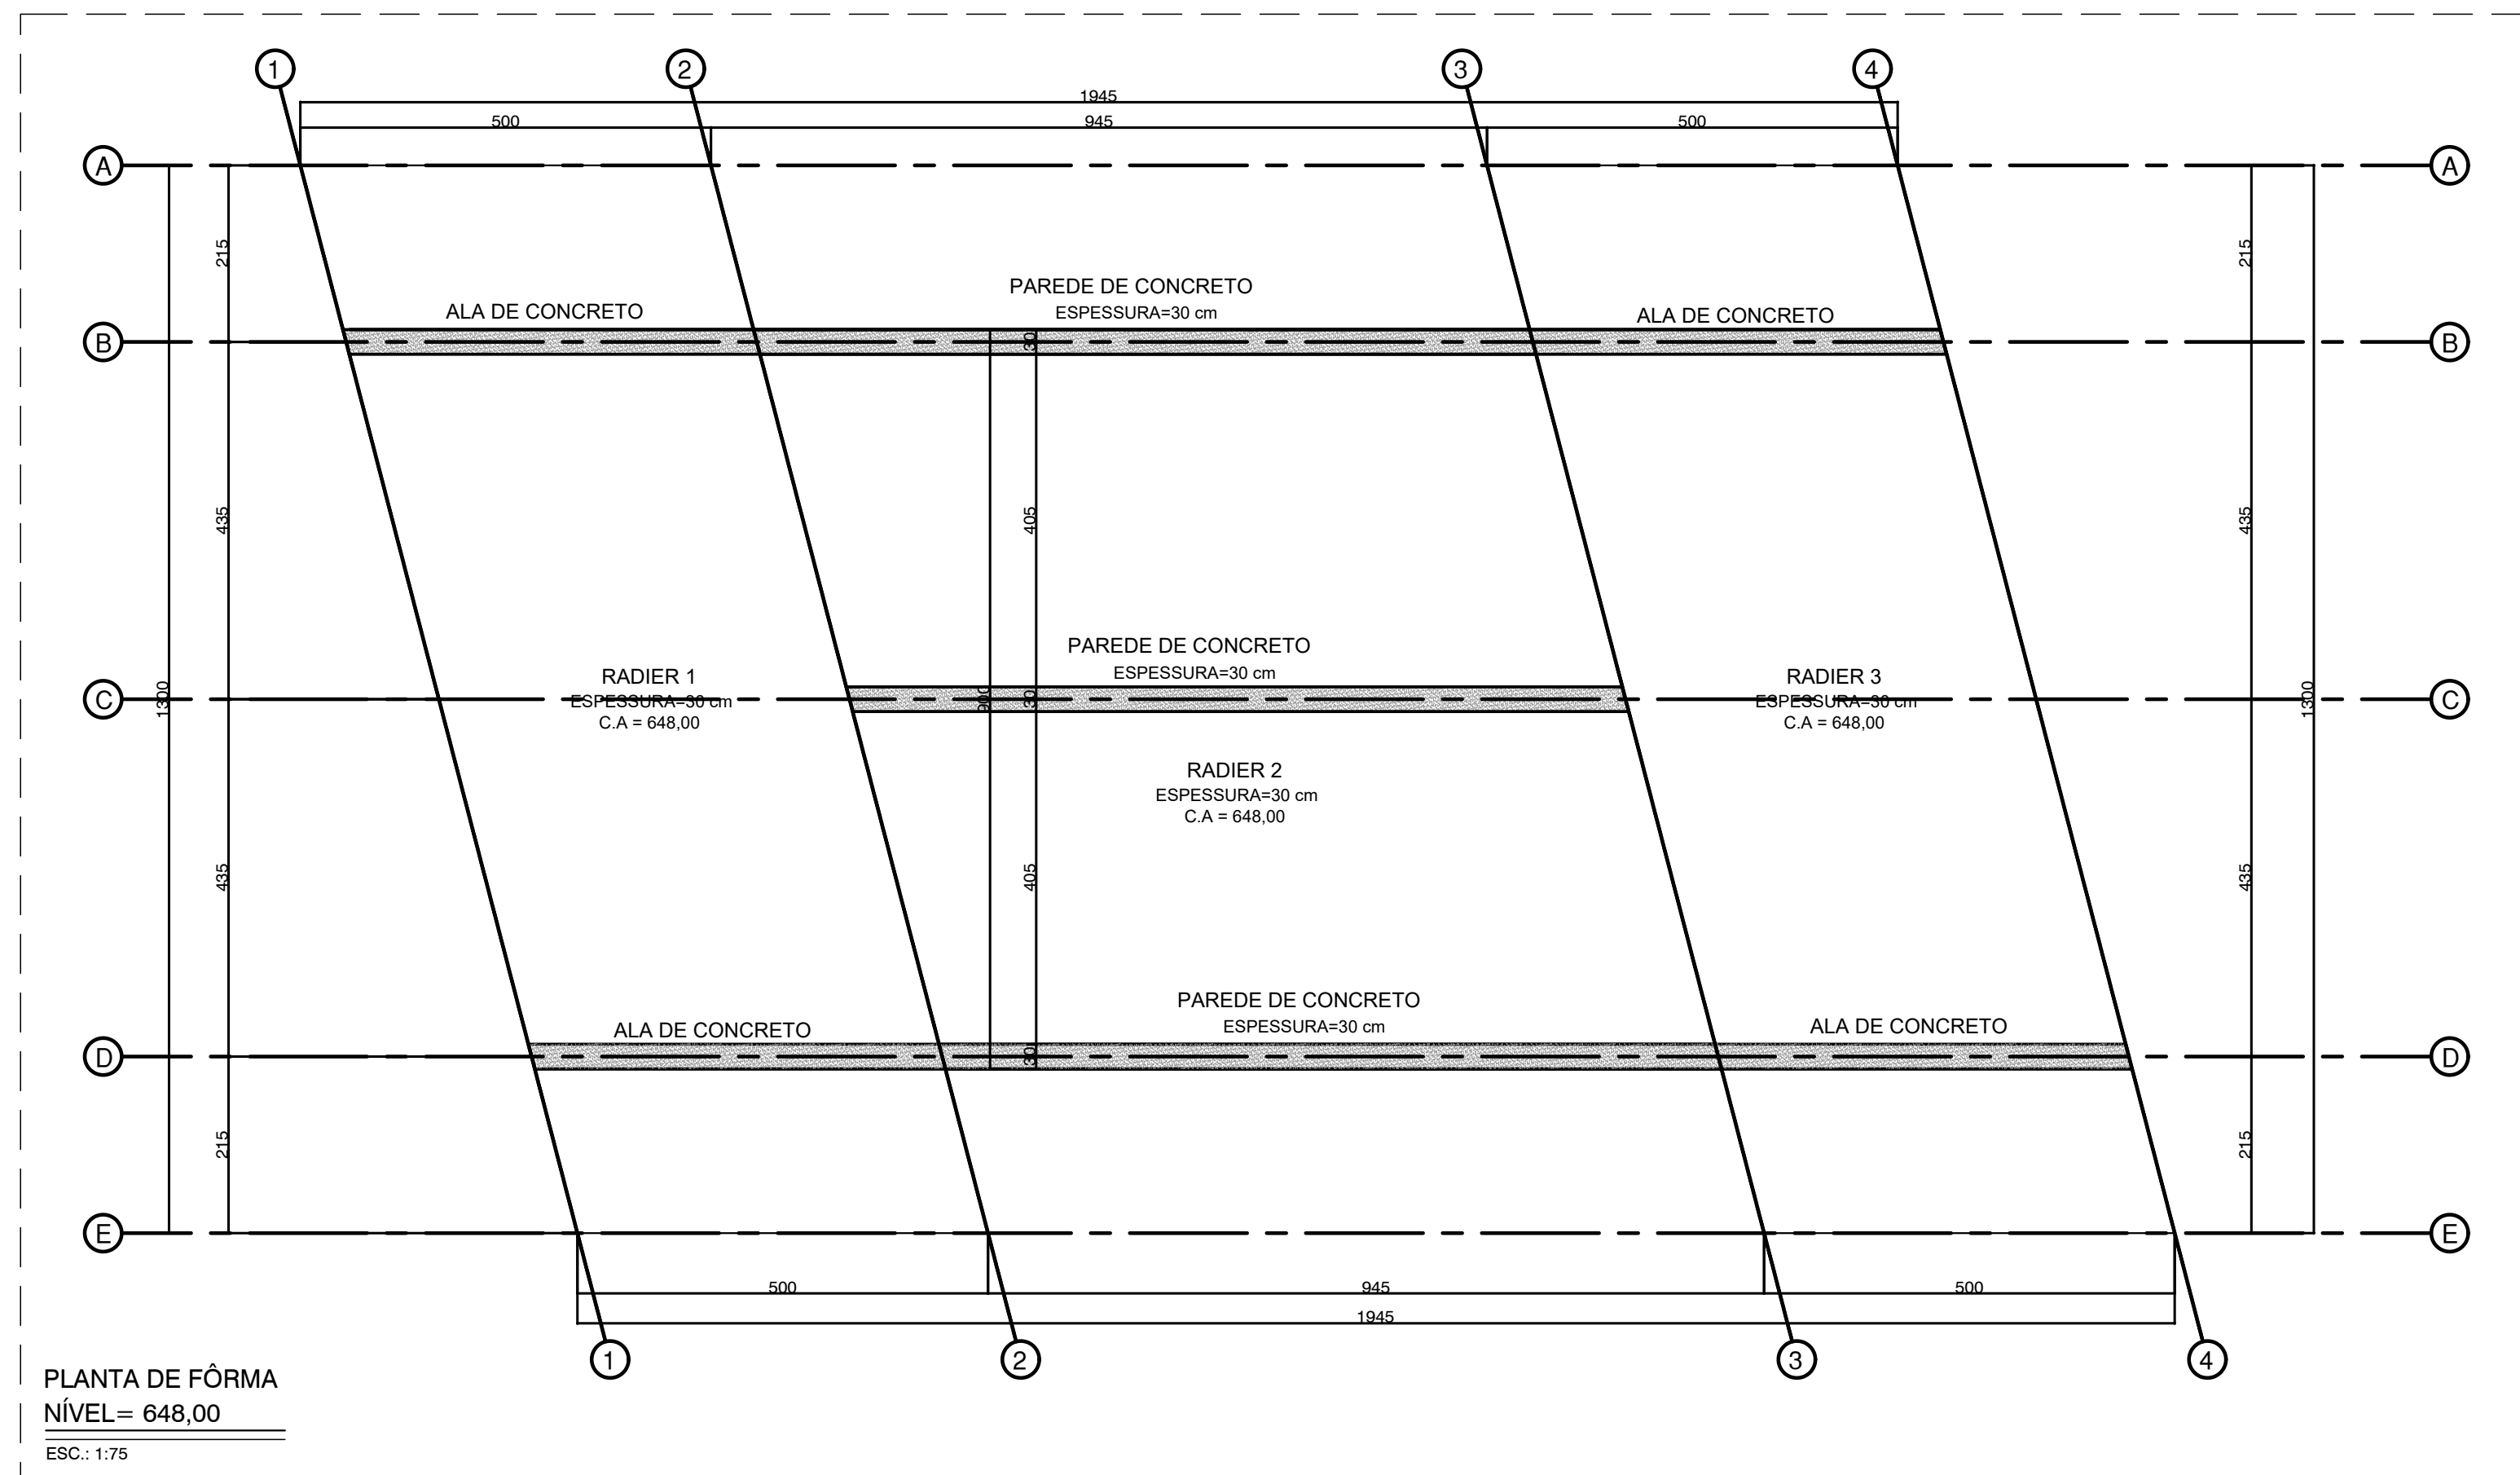 1
2
3
4
1945
500
945
500
A
A
215
215
PAREDE DE CONCRETO
ESPESSURA=30 cm
ALA DE CONCRETO
ALA DE CONCRETO
B
30
B
435
405
435
PAREDE DE CONCRETO
ESPESSURA=30 cm
RADIER 1
ESPESSURA=30 cm
C.A = 648,00
RADIER 3
ESPESSURA=30 cm
C.A = 648,00
C
1300
900
30
1300
C
RADIER 2
ESPESSURA=30 cm
C.A = 648,00
435
405
435
PAREDE DE CONCRETO
ESPESSURA=30 cm
ALA DE CONCRETO
ALA DE CONCRETO
D
30
D
215
215
E
E
500
945
500
1945
1
2
3
4
PLANTA DE FÔRMA
NÍVEL= 648,00
ESC.: 1:75